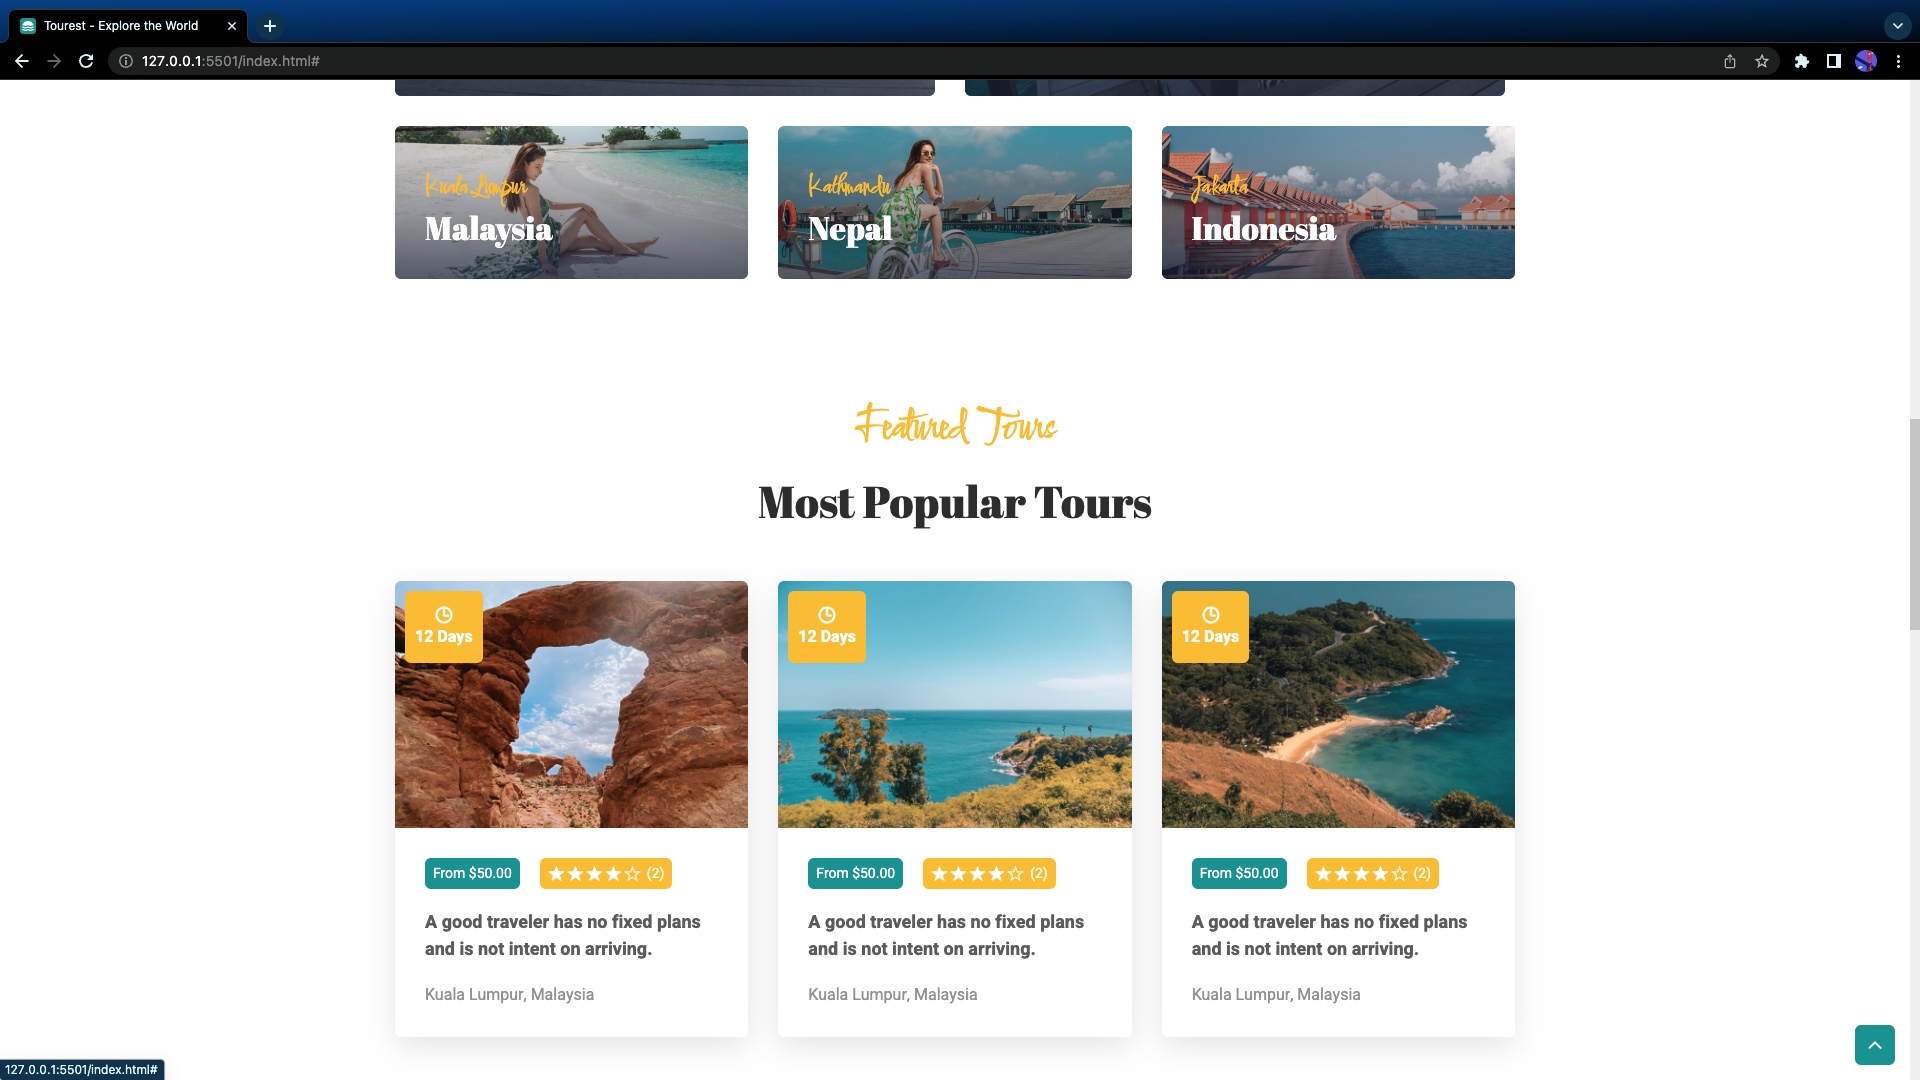 Tourest - Explore the World
127.0.0.1:5501/index.html#
Kuala Lumpur
Malaysia
Kathmandu
Nepal
Jakarta
Indonesia
Featured Tours
Most Popular Tours
12 Days
12 Days
12 Days
From $50.00
(2)
A good traveler has no fixed plans
and is not intent on arriving.
Kuala Lumpur, Malaysia
From $50.00
(2)
A good traveler has no fixed plans
and is not intent on arriving.
Kuala Lumpur, Malaysia
From $50.00
(2)
A good traveler has no fixed plans
and is not intent on arriving.
Kuala Lumpur, Malaysia
127.0.0.1:5501/index.html#